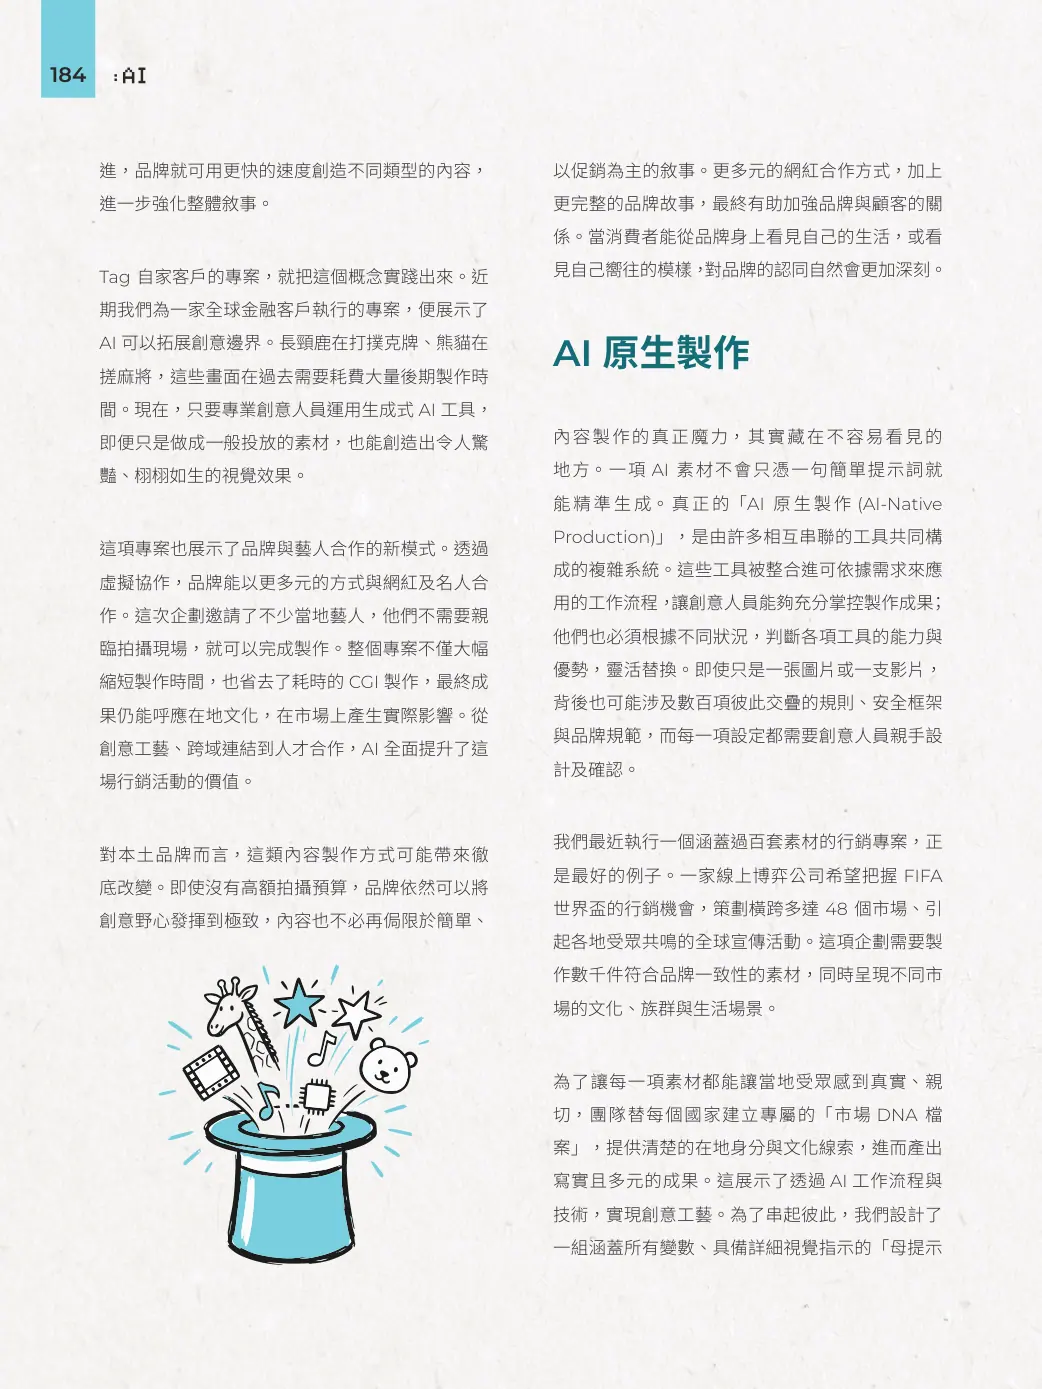 184
:AI
進，品牌就可用更快的速度創造不同類型的內容，
進一步強化整體敘事。
Tag 自家客戶的專案，就把這個概念實踐出來。近
期我們為一家全球金融客戶執行的專案，便展示了
AI 可以拓展創意邊界。長頸鹿在打撲克牌、熊貓在
搓麻將，這些畫面在過去需要耗費大量後期製作時
間。現在，只要專業創意人員運用生成式 AI 工具，
即便只是做成一般投放的素材，也能創造出令人驚
豔、栩栩如生的視覺效果。
這項專案也展示了品牌與藝人合作的新模式。透過
虛擬協作，品牌能以更多元的方式與網紅及名人合
作。這次企劃邀請了不少當地藝人，他們不需要親
臨拍攝現場，就可以完成製作。整個專案不僅大幅
縮短製作時間，也省去了耗時的 CGI 製作，最終成
果仍能呼應在地文化，在市場上產生實際影響。從
創意工藝、跨域連結到人才合作，AI 全面提升了這
場行銷活動的價值。
對本土品牌而言，這類內容製作方式可能帶來徹
底改變。即使沒有高額拍攝預算，品牌依然可以將
創意野心發揮到極致，內容也不必再侷限於簡單、
以促銷為主的敘事。更多元的網紅合作方式，加上
更完整的品牌故事，最終有助加強品牌與顧客的關
係。當消費者能從品牌身上看見自己的生活，或看
見自己嚮往的模樣，對品牌的認同自然會更加深刻。
AI 原生製作
內容製作的真正魔力，其實藏在不容易看見的
地方。一項 AI 素材不會只憑一句簡單提示詞就
能精準生成。真正的「AI 原生製作 (AI-Native
Production)」，是由許多相互串聯的工具共同構
成的複雜系統。這些工具被整合進可依據需求來應
用的工作流程，讓創意人員能夠充分掌控製作成果；
他們也必須根據不同狀況，判斷各項工具的能力與
優勢，靈活替換。即使只是一張圖片或一支影片，
背後也可能涉及數百項彼此交疊的規則、安全框架
與品牌規範，而每一項設定都需要創意人員親手設
計及確認。
我們最近執行一個涵蓋過百套素材的行銷專案，正
是最好的例子。一家線上博弈公司希望把握 FIFA
世界盃的行銷機會，策劃橫跨多達 48 個市場、引
起各地受眾共鳴的全球宣傳活動。這項企劃需要製
作數千件符合品牌一致性的素材，同時呈現不同市
場的文化、族群與生活場景。
為了讓每一項素材都能讓當地受眾感到真實、親
切，團隊替每個國家建立專屬的「市場 DNA 檔
案」，提供清楚的在地身分與文化線索，進而產出
寫實且多元的成果。這展示了透過 AI 工作流程與
技術，實現創意工藝。為了串起彼此，我們設計了
一組涵蓋所有變數、具備詳細視覺指示的「母提示